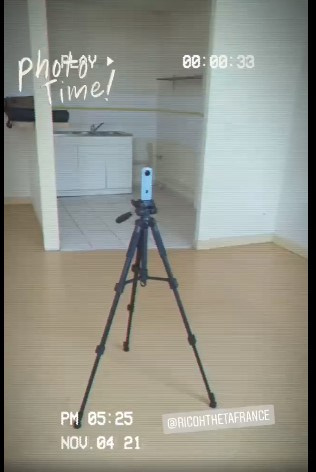 PLAY
00:00:33
photo
Time!
PM 05:25
NOV.04 21
@RICOHTHETAFRANCE